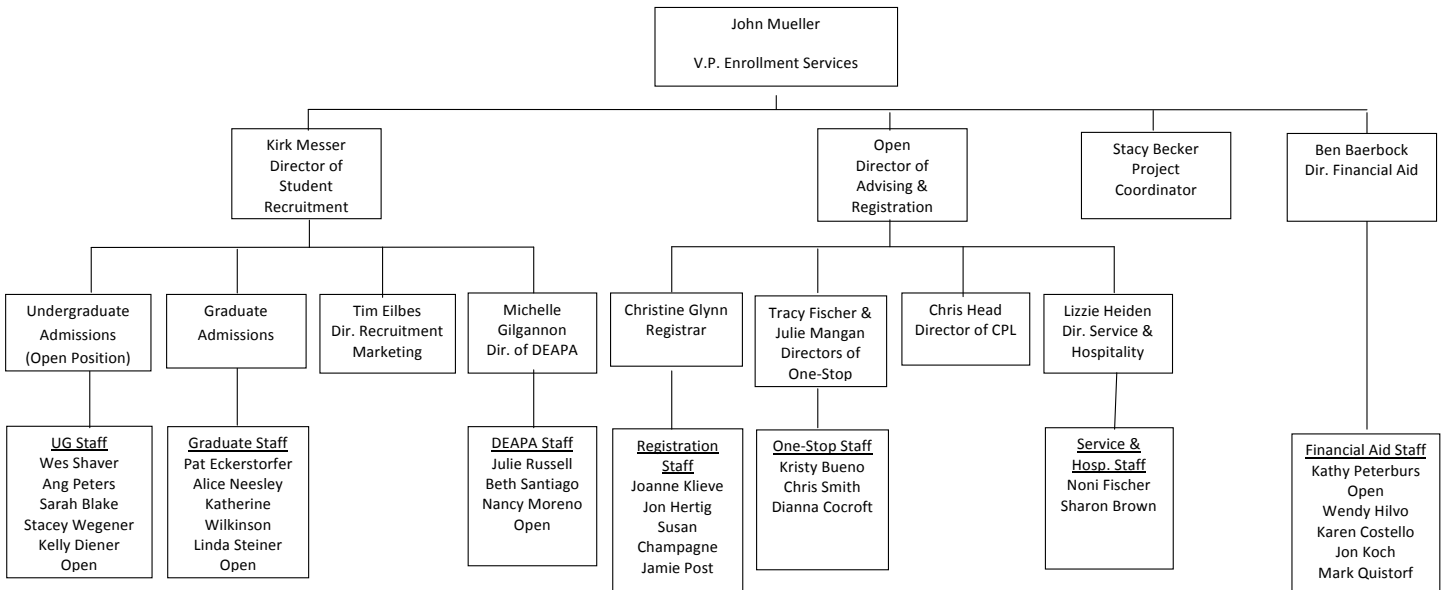 John Mueller
V.P. Enrollment Services
Kirk Messer
Director of
Student
Recruitment
Open
Director of
Advising &
Registration
Stacy Becker
Project
Coordinator
Ben Baerbock
Dir. Financial Aid
Undergraduate
Admissions
(Open Position)
Graduate
Admissions
Tim Eilbes
Dir. Recruitment
Marketing
Michelle
Gilgannon
Dir. of DEAPA
Christine Glynn
Registrar
Tracy Fischer &
Julie Mangan
Directors of
One-Stop
Chris Head
Director of CPL
Lizzie Heiden
Dir. Service &
Hospitality
UG Staff
Wes Shaver
Ang Peters
Sarah Blake
Stacey Wegener
Kelly Diener
Open
Graduate Staff
Pat Eckerstorfer
Alice Neesley
Katherine
Wilkinson
Linda Steiner
Open
DEAPA Staff
Julie Russell
Beth Santiago
Nancy Moreno
Open
Registration
Staff
Joanne Klieve
Jon Hertig
Susan
Champagne
Jamie Post
One-Stop Staff
Kristy Bueno
Chris Smith
Dianna Cocroft
Service &
Hosp. Staff
Noni Fischer
Sharon Brown
Financial Aid Staff
Kathy Peterburs
Open
Wendy Hilvo
Karen Costello
Jon Koch
Mark Quistorf